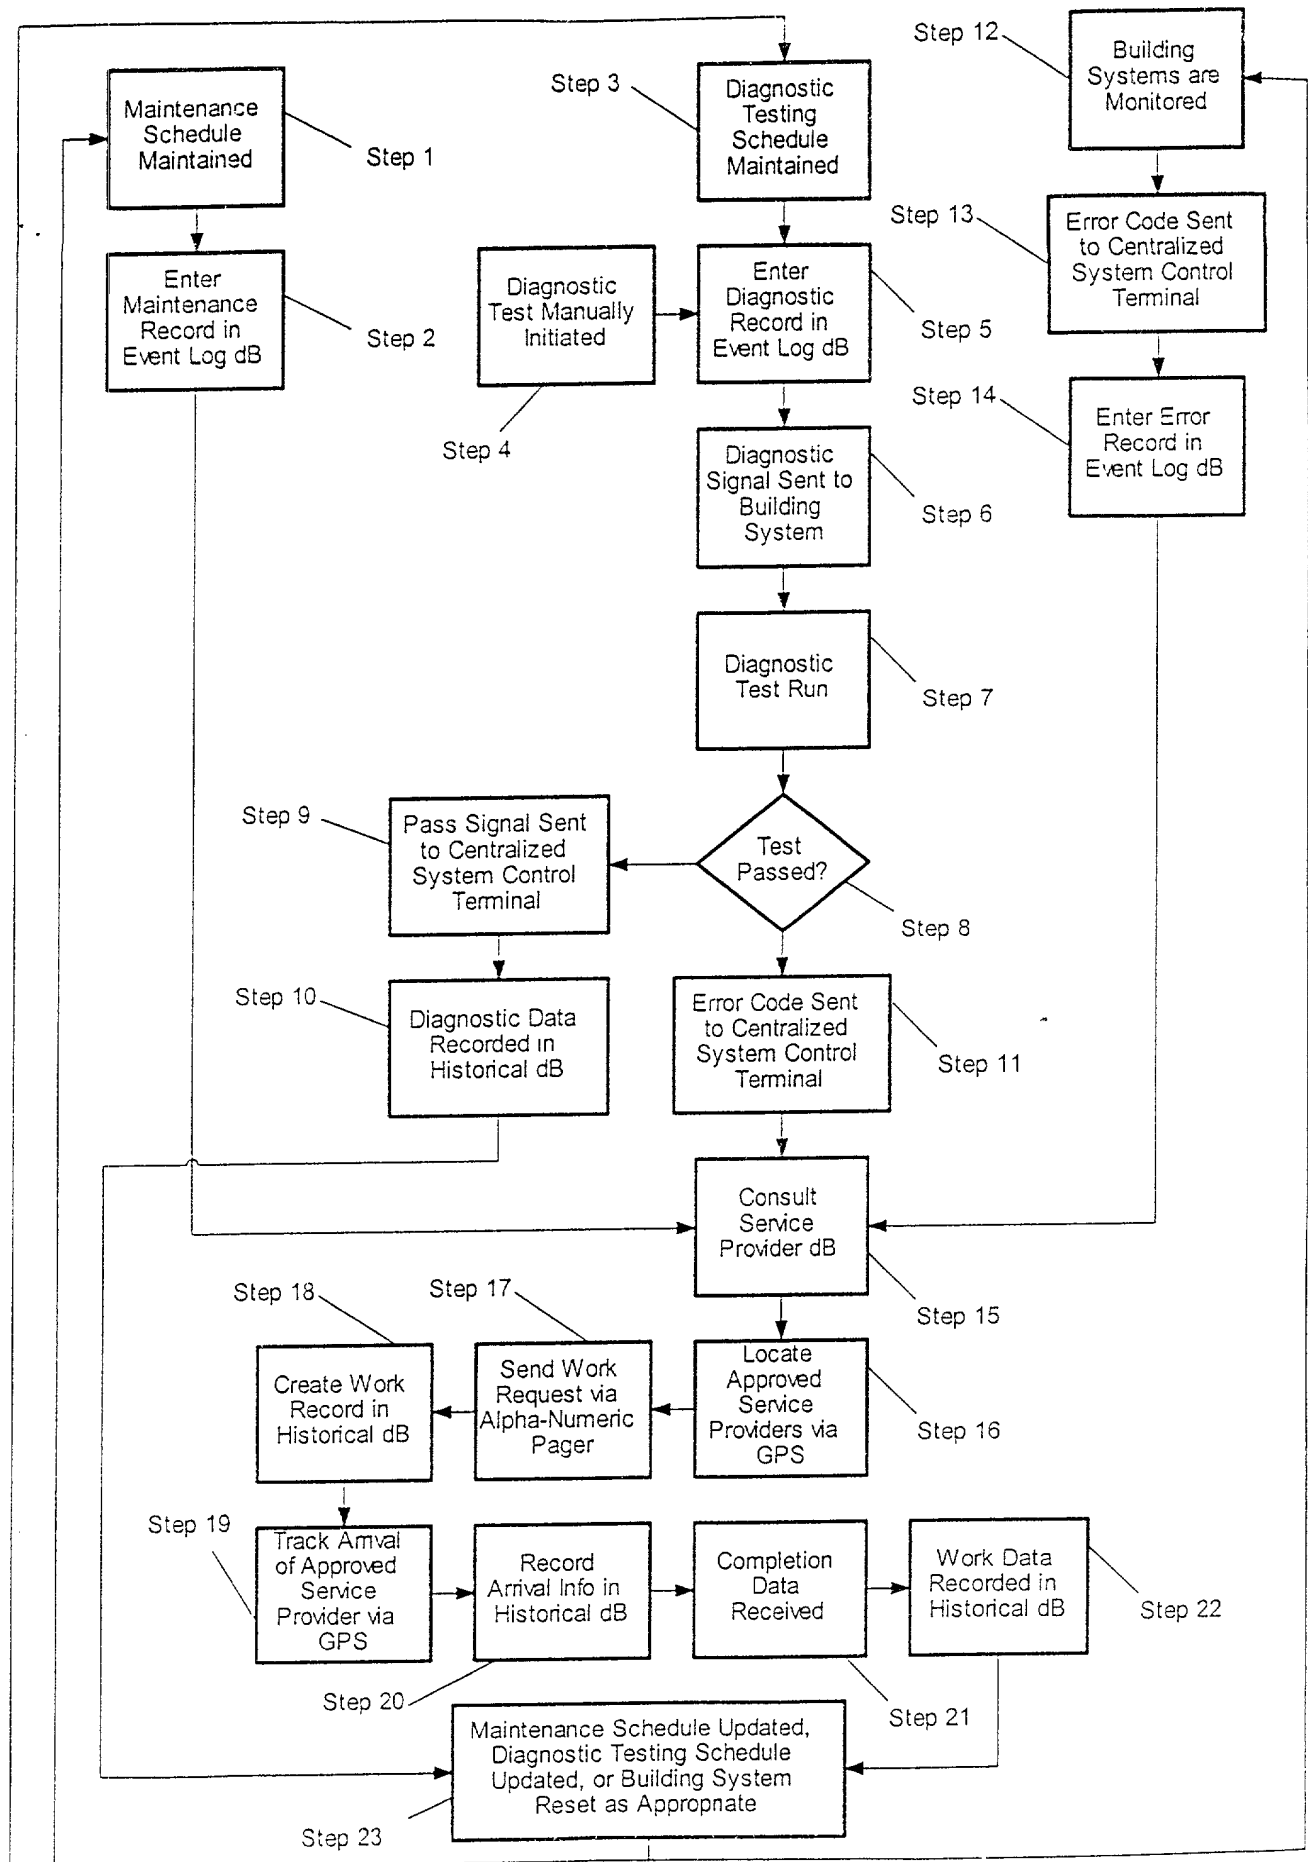 Step 12
Building
Systems are
Monitored
Step 3
Diagnostic
Testing
Schedule
Maintained
Maintenance
Schedule
Maintained
Step 1
Step 13
Error Code Sent
to Centralized
System Control
Terminal
Enter
Maintenance
Record in
Event Log dB
Step 2
Diagnostic
Test Manually
Initiated
Step 4
Enter
Diagnostic
Record in
Event Log dB
Step 5
Step 14
Enter Error
Record in
Event Log dB
Diagnostic
Signal Sent to
Building
System
Step 6
Diagnostic
Test Run
Step 7
Step 9
Pass Signal Sent
to Centralized
System Control
Terminal
Test
Passed?
Step 8
Step 10
Diagnostic Data
Recorded in
Historical dB
Error Code Sent
to Centralized
System Control
Terminal
Step 11
Consult
Service
Provider dB
Step 15
Step 18
Create Work
Record in
Historical dB
Step 17
Send Work
Request via
Alpha-Numeric
Pager
Locate
Approved
Service
Providers via
GPS
Step 16
Step 19
Track Arrival
of Approved
Service
Provider via
GPS
Record
Arrival Info in
Historical dB
Step 20
Completion
Data
Received
Step 21
Work Data
Recorded in
Historical dB
Step 22
Maintenance Schedule Updated,
Diagnostic Testing Schedule
Updated, or Building System
Reset as Appropriate
Step 23